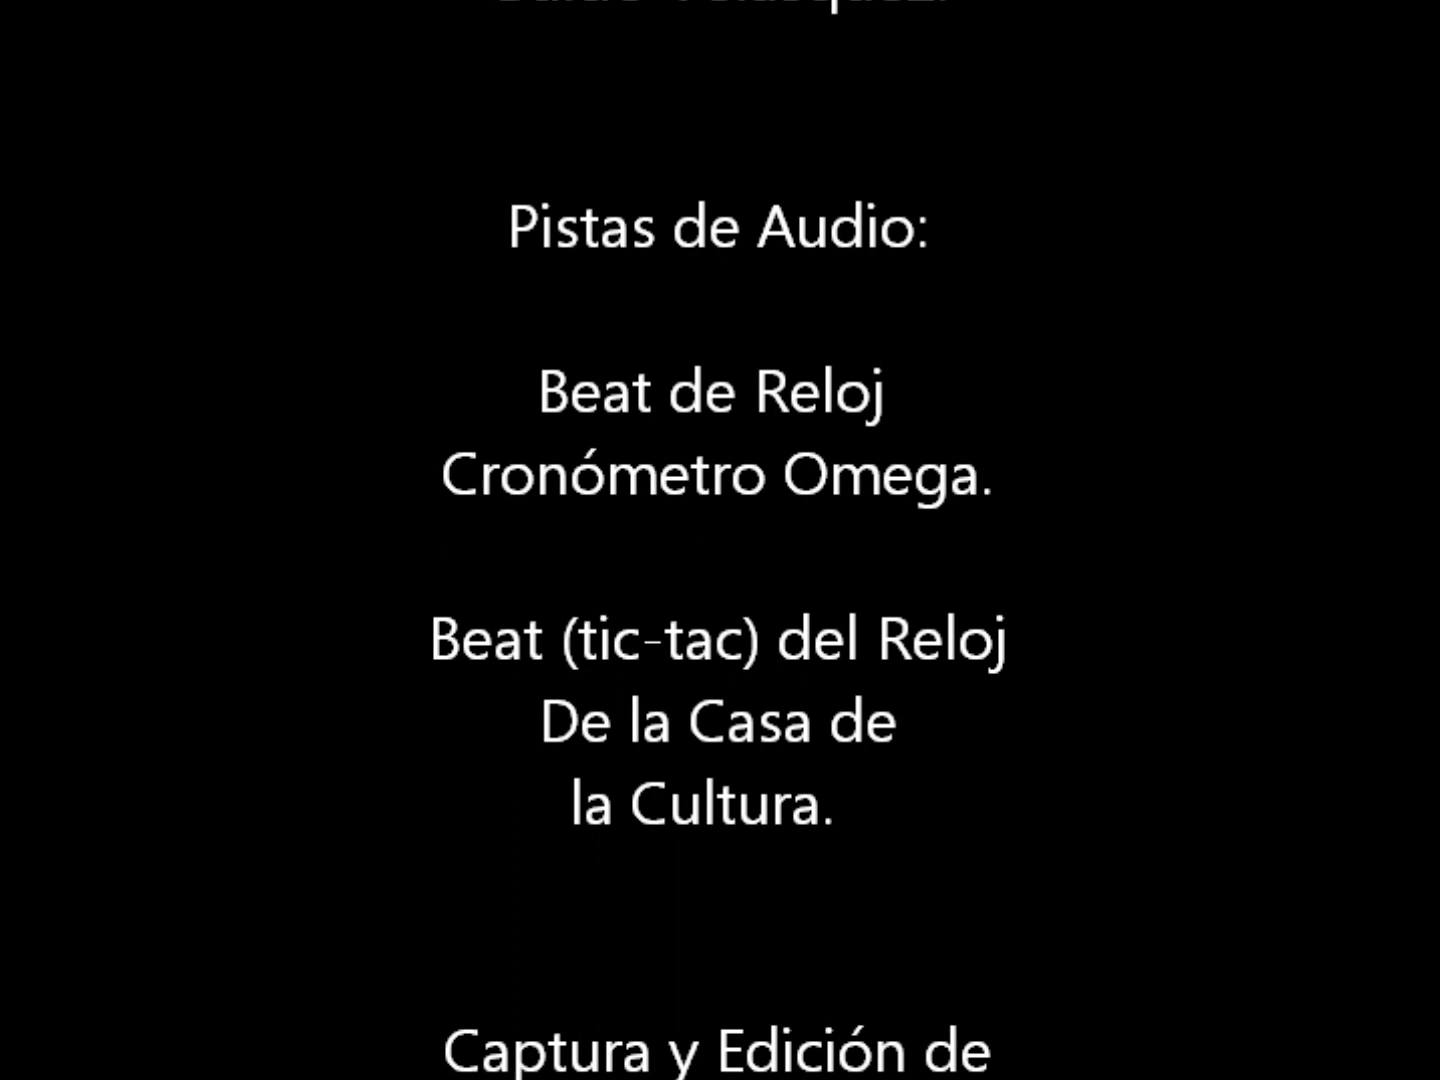 Pistas de Audio:
Beat de Reloj
Cronómetro Omega.
Beat (tic-tac) del Reloj
De la Casa de
la Cultura.
Captura y Edición de